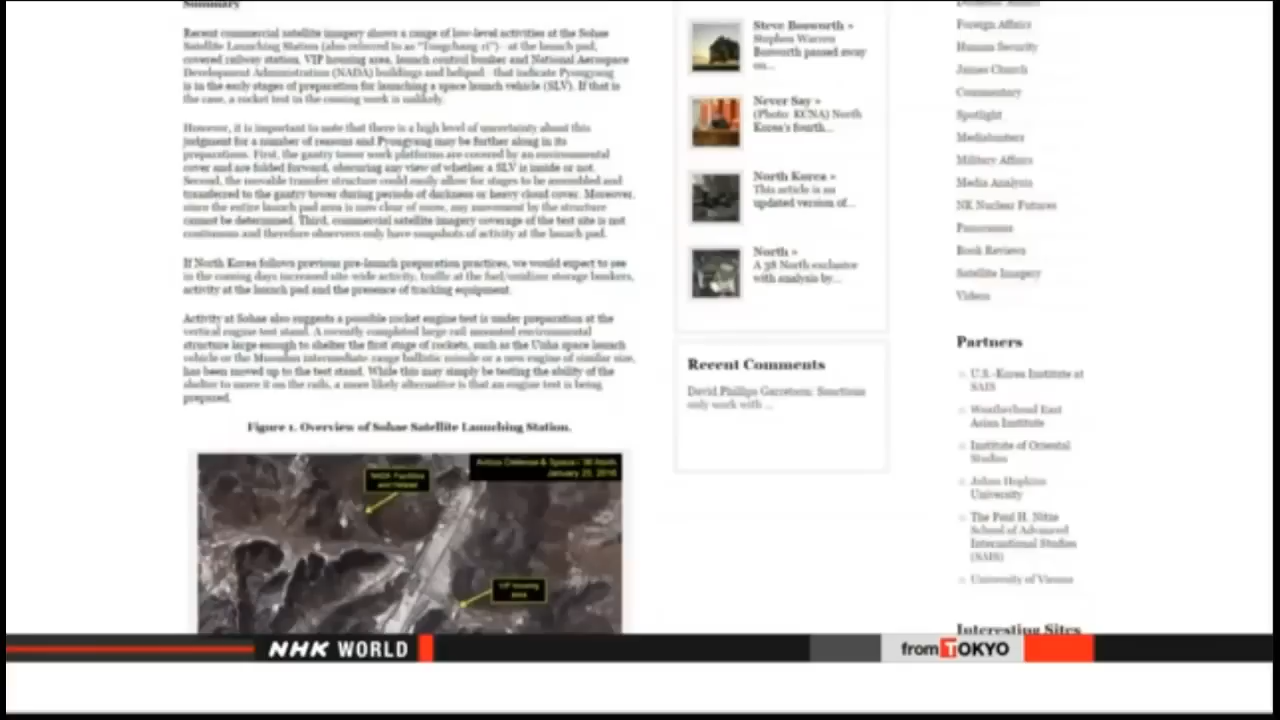 Summary
Recent commercial satellite imagery shows a range of low-level activities at the Sohae
Satellite Launching Station (also referred to as "Tongchang-ri")- at the launch pad,
covered railway station, VIP housing area, launch control bunker and National Aerospace
Development Administration (NADA) buildings and helipad- that indicate Pyongyang
is in the early stages of preparation for launching a space launch vehicle (SLV). If that is
the case, a rocket test in the coming week is unlikely.
However, it is important to note that there is a high level of uncertainty about this
judgment for a number of reasons and Pyongyang may be further along in its
preparations. First, the gantry tower work platforms are covered by an environmental
cover and are folded forward, obscuring any view of whether a SLV is inside or not.
Second, the movable transfer structure could easily allow for stages to be assembled and
transferred to the gantry tower during periods of darkness or heavy cloud cover. Moreover,
since the entire launch pad area is now clear of snow, any movement by the structure
cannot be determined. Third, commercial satellite imagery coverage of the test site is not
continuous and therefore observers only have snapshots of activity at the launch pad.
If North Korea follows previous pre-launch preparation practices, we would expect to see
in the coming days increased site-wide activity, traffic at the fuel/oxidizer storage bunkers,
activity at the launch pad and the presence of tracking equipment.
Activity at Sohae also suggests a possible rocket engine test is under preparation at the
vertical engine test stand. A recently completed large rail-mounted environmental
structure large enough to shelter the first stage of rockets, such as the Unha space launch
vehicle or the Musudan intermediate-range ballistic missile or a new engine of similar size,
has been moved up to the test stand. While this may simply be testing the ability of the
shelter to move it on the rails, a more likely alternative is that an engine test is being
prepared.
Figure 1. Overview of Sohae Satellite Launching Station.
Airbus Defense & Space / 38 North
January 25, 2016
NADA Facilities
and Helipad
VIP housing
area
Steve Bosworth »
Stephen Warren
Bosworth passed away
on...
Never Say »
(Photo: KCNA) North
Korea's fourth...
North Korea »
This article is an
updated version of...
North »
A 38 North exclusive
with analysis by...
Recent Comments
David Phillips Garretson: Sanctions
only work with ...
Domestic Affairs
Foreign Affairs
Human Security
James Church
Commentary
Spotlight
Mediabusters
Military Affairs
Media Analysis
NK Nuclear Futures
Panorama
Book Reviews
Satellite Imagery
Videos
Partners
U.S.-Korea Institute at
SAIS
Weatherhead East
Asian Institute
Institute of Oriental
Studies
Johns Hopkins
University
The Paul H. Nitze
School of Advanced
International Studies
(SAIS)
University of Vienna
Interesting Sites
NHK WORLD
from TOKYO